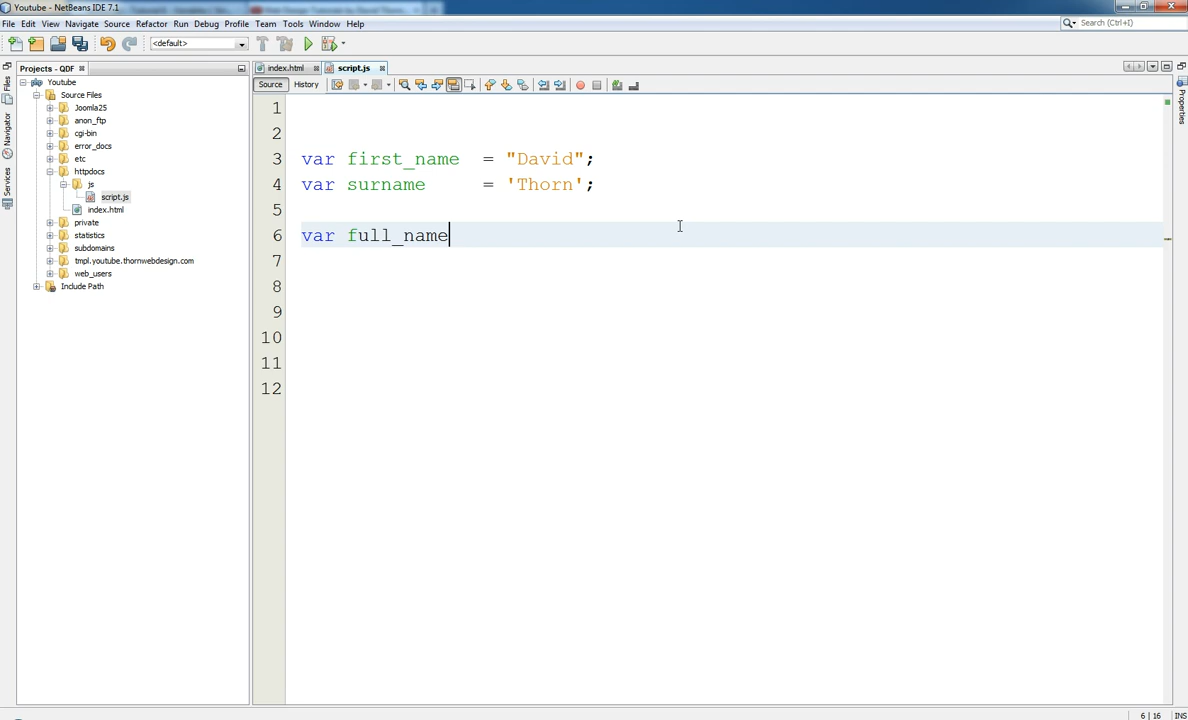 Youtube - NetBeans IDE 7.1
File Edit View Navigate Source Refactor Run Debug Profile Team Tools Window Help
<default>
Search (Ctrl+I)
Projects - QDF
index.html
script.js
Source
History
Files
Navigator
Services
Properties
Youtube
Source Files
Joomla25
anon_ftp
cgi-bin
error_docs
etc
httpdocs
js
script.js
index.html
private
statistics
subdomains
tmpl.youtube.thornwebdesign.com
web_users
Include Path
1
2
3 var first_name = "David";
4 var surname = 'Thorn';
5
6 var full_name
7
8
9
10
11
12
6 | 16 INS